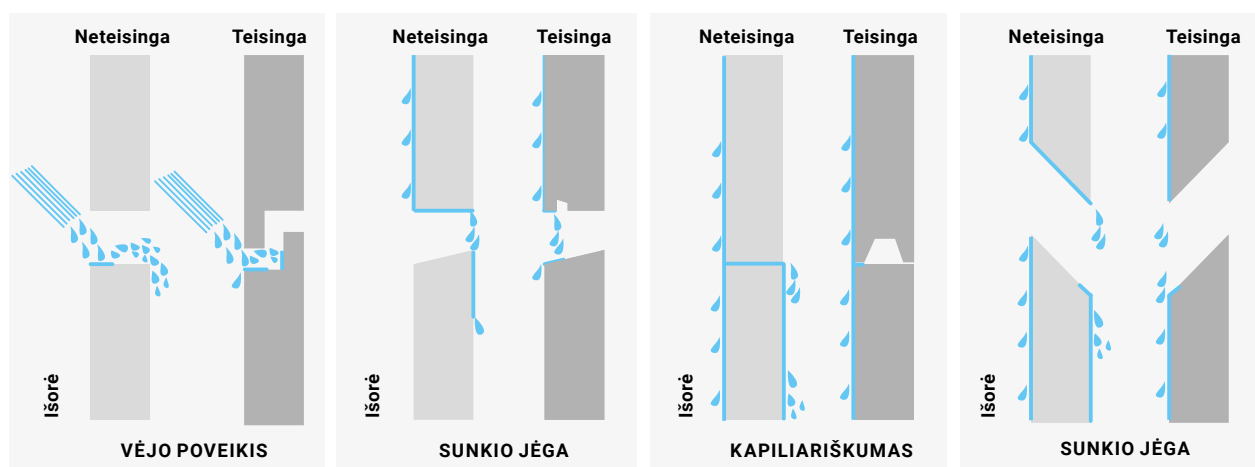 Neteisinga Teisinga
Išorė
VĖJO POVEIKIS
Neteisinga Teisinga
Išorė
SUNKIO JĖGA
Neteisinga Teisinga
Išorė
KAPILIARIŠKUMAS
Neteisinga Teisinga
Išorė
SUNKIO JĖGA